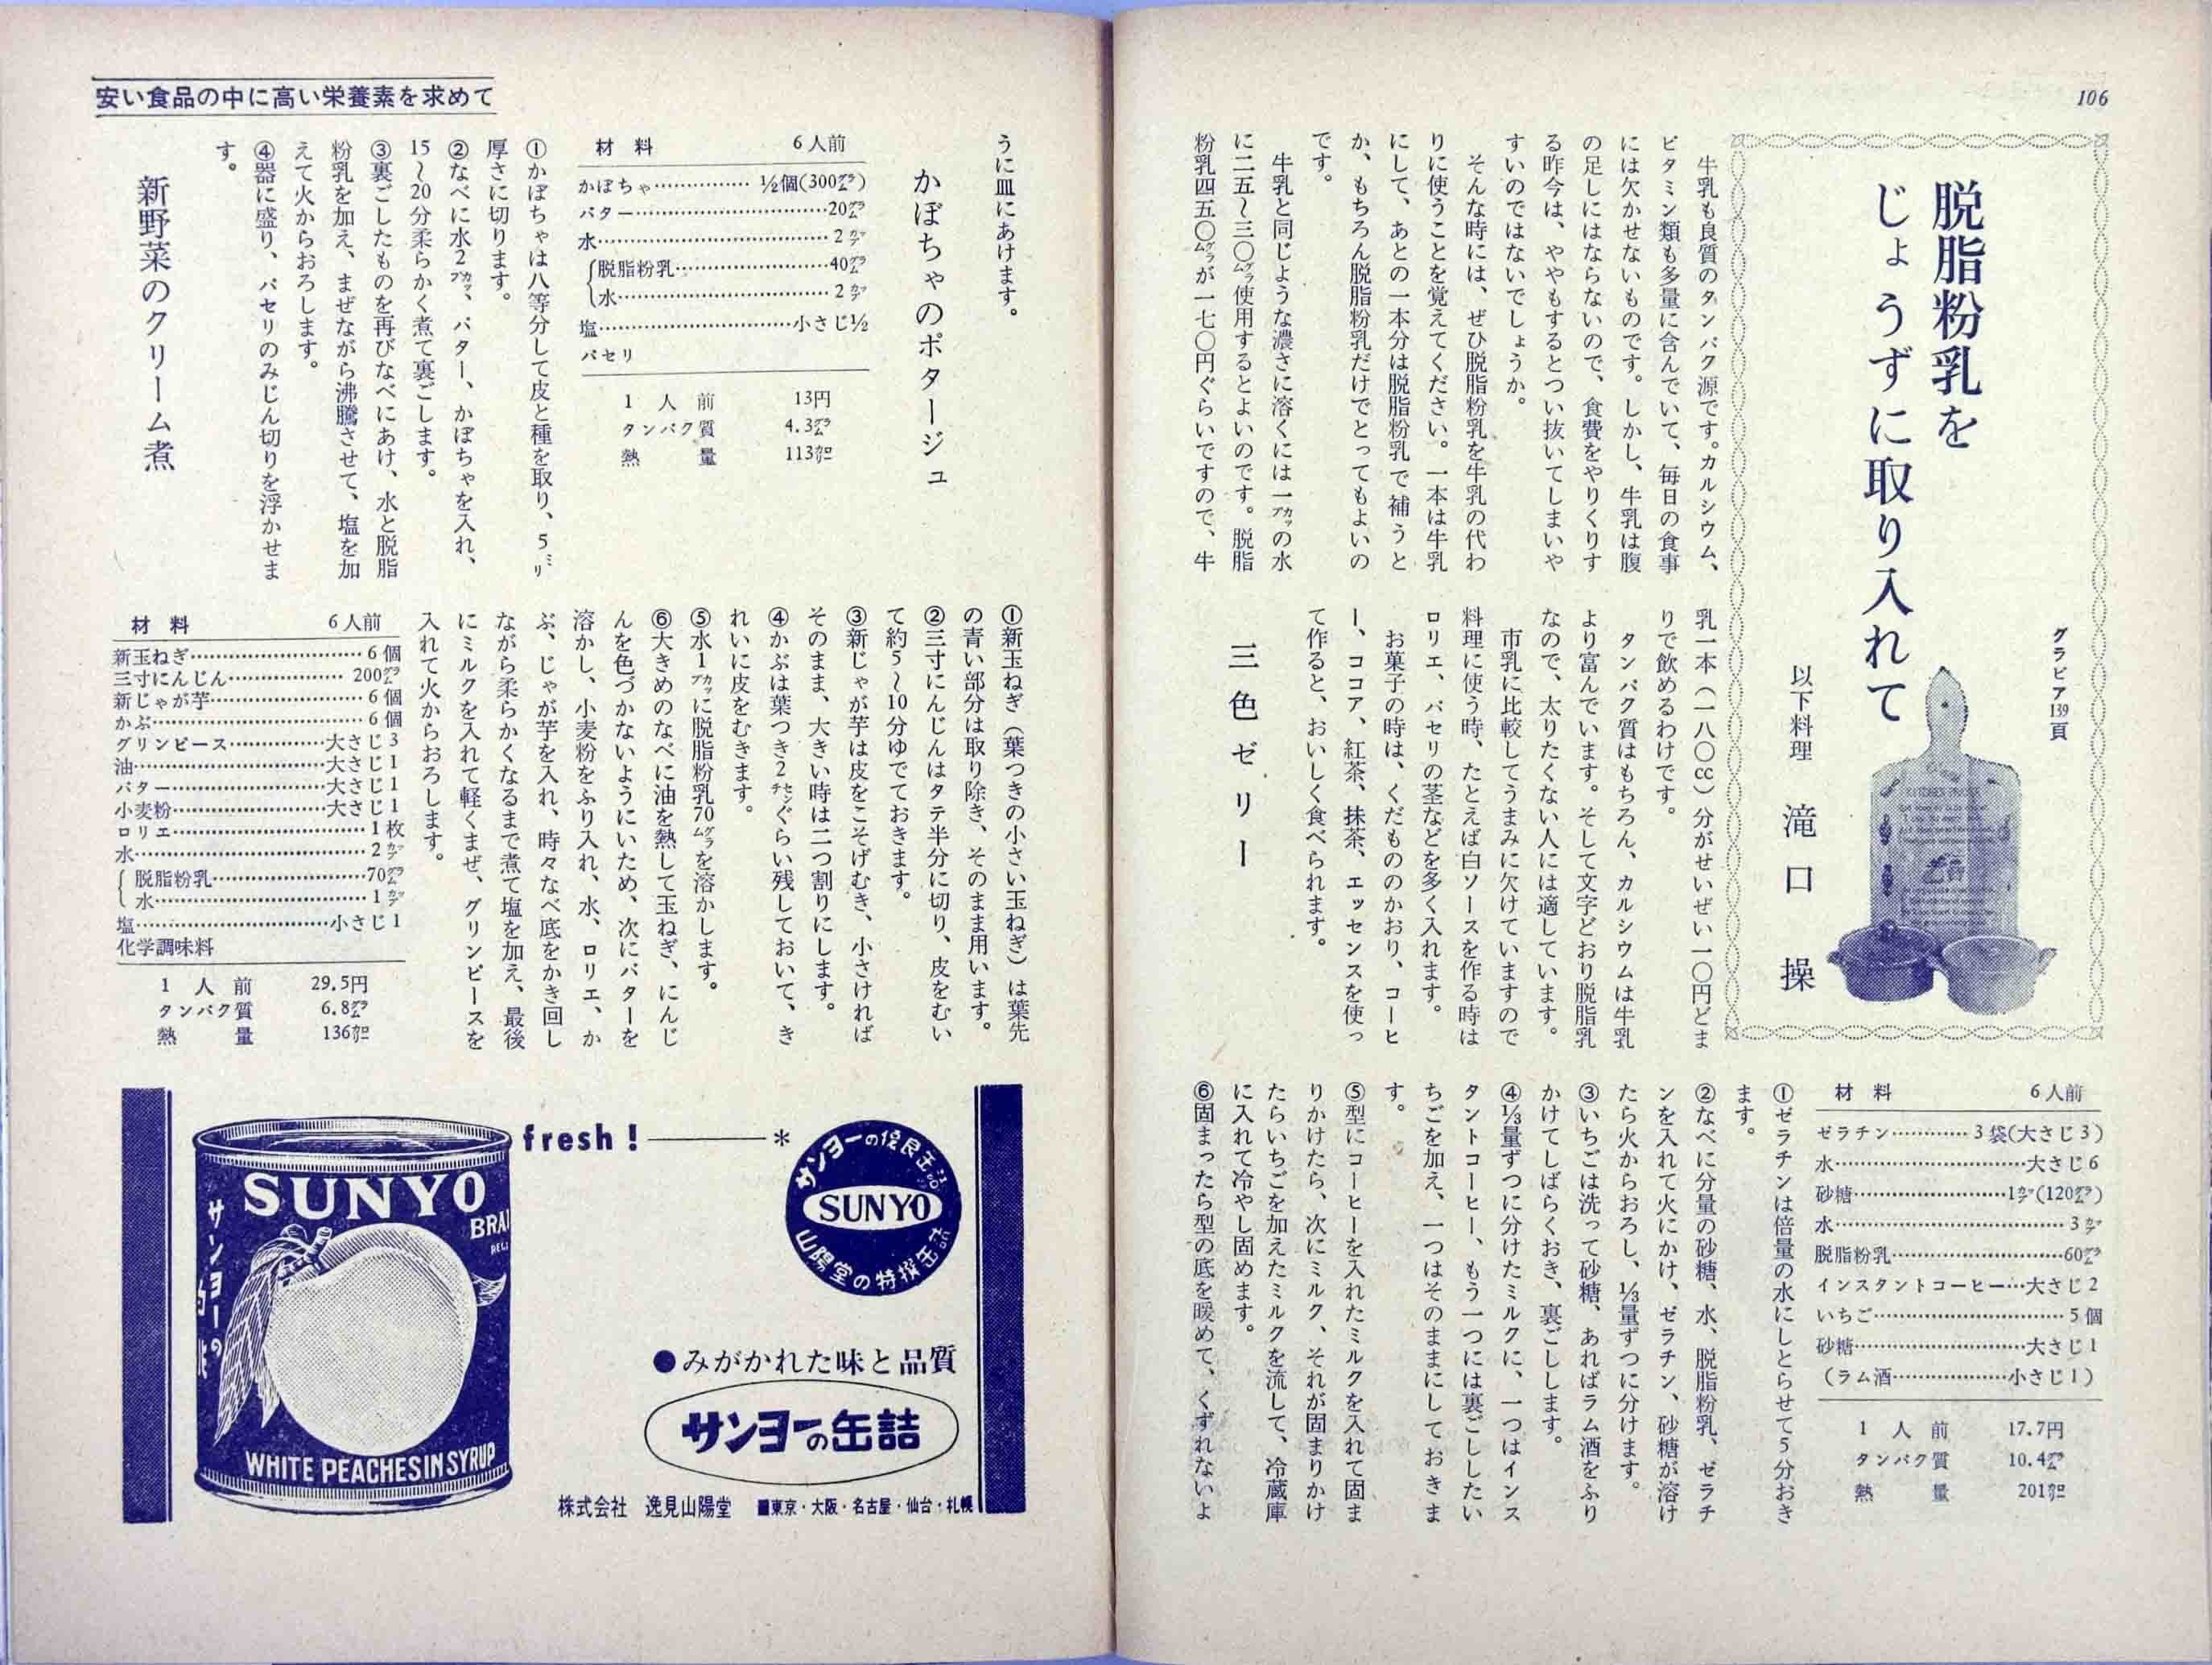 106
脱脂粉乳を
じょうずに取り入れて
グラビア139頁
以下料理　滝口　操
牛乳も良質のタンパク源です。カルシウム、
ビタミン類も多量に含んでいて、毎日の食事
には欠かせないものです。しかし、牛乳は腹
の足しにはならないので、食費をやりくりす
る昨今は、ややもするとつい抜いてしまいや
すいのではないでしょうか。
そんな時には、ぜひ脱脂粉乳を牛乳の代わ
りに使うことを覚えてください。一本は牛乳
にして、あとの一本分は脱脂粉乳で補うと
か、もちろん脱脂粉乳だけでとってもよいの
です。
牛乳と同じような濃さに溶くには一カップの水
に二五〜三〇グラム使用するとよいのです。脱脂
粉乳四五〇グラムが一七〇円ぐらいですので、牛
乳一本（一八〇cc）分がせいぜい一〇円どま
りで飲めるわけです。
タンパク質はもちろん、カルシウムは牛乳
より富んでいます。そして文字どおり脱脂乳
なので、太りたくない人には適しています。
市乳に比較してうまみに欠けていますので
料理に使う時、たとえば白ソースを作る時は
ロリエ、パセリの茎などを多く入れます。
お菓子の時は、くだもののかおり、コーヒ
ー、ココア、紅茶、抹茶、エッセンスを使っ
て作ると、おいしく食べられます。
三色ゼリー
材料　6人前
ゼラチン…………3袋(大さじ3)
水…………大さじ6
砂糖…………1カップ(120グラム)
水…………3カップ
脱脂粉乳…………60グラム
インスタントコーヒー…大さじ2
いちご…………5個
砂糖…………大さじ1
(ラム酒…………小さじ1)
1人前　17.7円
タンパク質　10.4グラム
熱量　201カロリー
①ゼラチンは倍量の水にしとらせて5分おき
ます。
②なべに分量の砂糖、水、脱脂粉乳、ゼラチ
ンを入れて火にかけ、ゼラチン、砂糖が溶け
たら火からおろし、⅓量ずつに分けます。
③いちごは洗って砂糖、あればラム酒をふり
かけてしばらくおき、裏ごしします。
④⅓量ずつに分けたミルクに、一つはインス
タントコーヒー、もう一つには裏ごししたい
ちごを加え、一つはそのままにしておきま
す。
⑤型にコーヒーを入れたミルクを入れて固ま
りかけたら、次にミルク、それが固まりかけ
たらいちごを加えたミルクを流して、冷蔵庫
に入れて冷やし固めます。
⑥固まったら型の底を暖めて、くずれないよ
安い食品の中に高い栄養素を求めて
うに皿にあけます。
かぼちゃのポタージュ
材料　6人前
かぼちゃ…………½個(300グラム)
バター…………20グラム
水…………2カップ
脱脂粉乳…………40グラム
水…………2カップ
塩…………小さじ½
パセリ
1人前　13円
タンパク質　4.3グラム
熱量　113カロリー
①かぼちゃは八等分して皮と種を取り、5ミリ
厚さに切ります。
②なべに水2カップ、バター、かぼちゃを入れ、
15〜20分柔らかく煮て裏ごします。
③裏ごしたものを再びなべにあけ、水と脱脂
粉乳を加え、まぜながら沸騰させて、塩を加
えて火からおろします。
④器に盛り、パセリのみじん切りを浮かせま
す。
新野菜のクリーム煮
①新玉ねぎ（葉つきの小さい玉ねぎ）は葉先
の青い部分は取り除き、そのまま用います。
②三寸にんじんはタテ半分に切り、皮をむい
て約5〜10分ゆでておきます。
③新じゃが芋は皮をこそげむき、小さければ
そのまま、大きい時は二つ割りにします。
④かぶは葉つき2センチぐらい残しておいて、き
れいに皮をむきます。
⑤水1カップに脱脂粉乳70グラムを溶かします。
⑥大きめのなべに油を熱して玉ねぎ、にんじ
んを色づかないようにいため、次にバターを
溶かし、小麦粉をふり入れ、水、ロリエ、か
ぶ、じゃが芋を入れ、時々なべ底をかき回し
ながら柔らかくなるまで煮て塩を加え、最後
にミルクを入れて軽くまぜ、グリンピースを
入れて火からおろします。
材料　6人前
新玉ねぎ…………6個
三寸にんじん…………200グラム
新じゃが芋…………6個
かぶ…………6個
グリンピース…………大さじ3
油…………大さじ1
バター…………大さじ1
小麦粉…………大さじ1
ロリエ…………1枚
水…………2カップ
脱脂粉乳…………70グラム
水…………1カップ
塩…………小さじ1
化学調味料
1人前　29.5円
タンパク質　6.8グラム
熱量　136カロリー
fresh!
*
SUNYO
山陽堂の特撰缶詰
SUNYO
BRA
サンヨーの
WHITE PEACHES IN SYRUP
●みがかれた味と品質
サンヨーの缶詰
株式会社　逸見山陽堂　■東京・大阪・名古屋・仙台・札幌